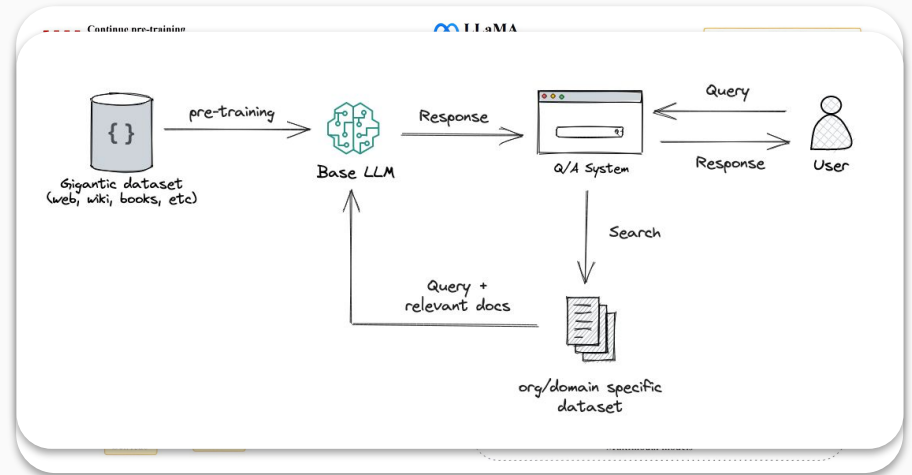 Continue pre-training
LLaMA
pre-training
Response
Query
Response
{}
Gigantic dataset
(web, wiki, books, etc)
Base LLM
Q/A System
User
Search
Query +
relevant docs
org/domain specific
dataset